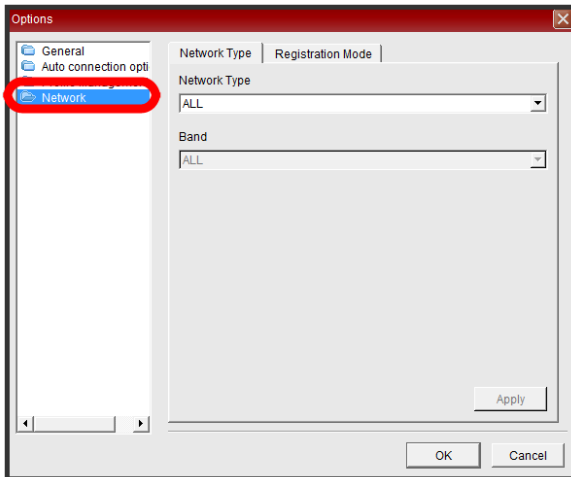 Options
General
Auto connection opti
Network
Network Type
Registration Mode
Network Type
ALL
Band
ALL
Apply
OK
Cancel